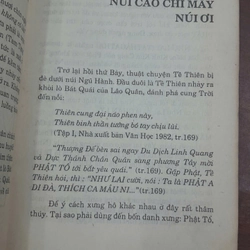 NÚI CAO CHI MẤY
NÚI ƠI
Trở lại hồi thứ Bảy, thuật chuyện Tề Thiên bị
đè dưới núi Ngũ Hành. Đầu đuôi là Tề Thiên nhảy ra
khỏi lò Bát Quái của Lão Quân, đánh phá cung Trời
đến nỗi:
Thiên cung đại náo phen này,
Thiên binh thần tướng bó tay chịu lùi.
(Tập I, Nhà xuất bản Văn Học 1982, tr.169)
"Thượng Đế bèn sai ngay Du Dịch Linh Quang
và Dực Thánh Chân Quân sang phương Tây mời
PHẬT TỔ tới bắt yêu quái." (tr.169). Gặp Phật, Tề
Thiên hỏi, thì : "NHƯ LAI cười, nói : Ta là PHẬT A
DI ĐÀ, THÍCH CA MÂU NI..." (tr.169)
Để ý cách xưng hô khác nhau ở đây rất thâm
thúy. Tại sao phải dùng đến bốn danh xưng: Phật Tổ,